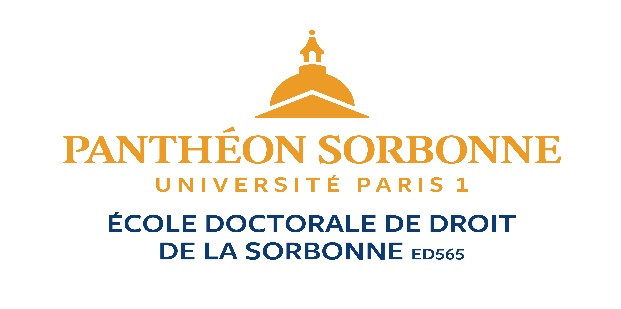 PANTHÉON SORBONNE
UNIVERSITÉ PARIS 1
ÉCOLE DOCTORALE DE DROIT
DE LA SORBONNE ED565